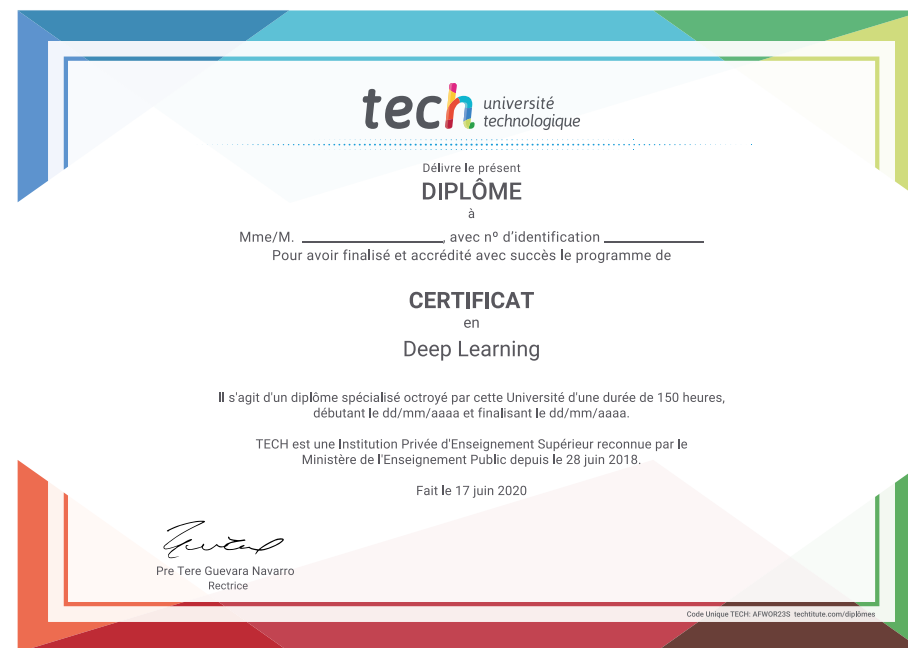 tech université
technologique
Délivre le présent
DIPLÔME
à
Mme/M. ____________________, avec nº d'identification ______________
Pour avoir finalisé et accrédité avec succès le programme de
CERTIFICAT
en
Deep Learning
Il s'agit d'un diplôme spécialisé octroyé par cette Université d'une durée de 150 heures,
débutant le dd/mm/aaaa et finalisant le dd/mm/aaaa.
TECH est une Institution Privée d'Enseignement Supérieur reconnue par le
Ministère de l'Enseignement Public depuis le 28 juin 2018.
Fait le 17 juin 2020
Pre Tere Guevara Navarro
Rectrice
Code Unique TECH: AFWOR23S techtitute.com/diplômes